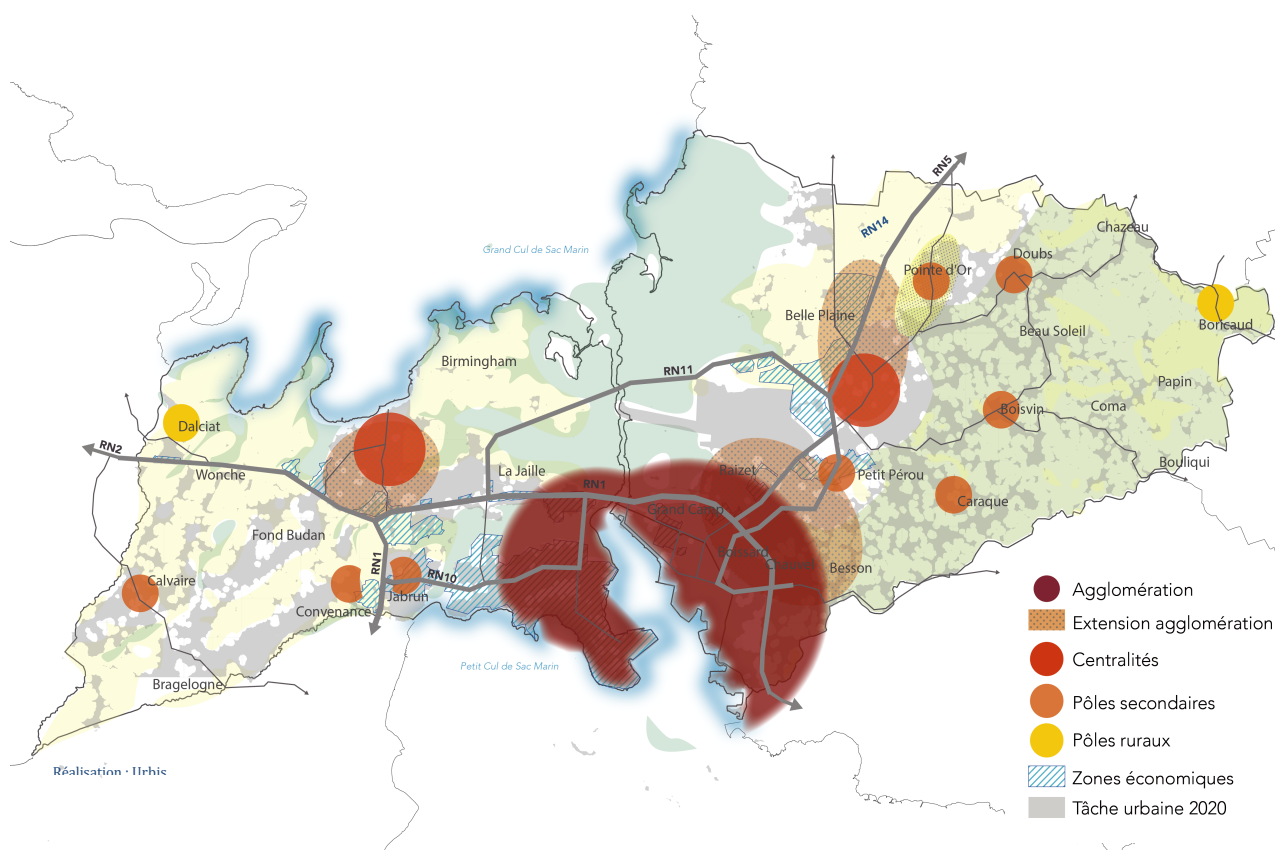 RN5
RN14
Chazeau
Grand Cul de Sac Marin
Doubs
Pointe d'Or
Belle Plaine
Boricaud
Beau Soleil
Birmingham
RN11
Papin
Coma
Boisvin
Dalciat
RN2
Wonche
La Jaille
Raizet
Petit Pérou
Bouliqui
RN1
Caraque
Grand Camp
Fond Budan
Boissard
Chauvel
Besson
RN1
RN10
Calvaire
Jabrun
Convenance
Petit Cul de Sac Marin
Bragelogne
Réalisation : Urbis
Agglomération
Extension agglomération
Centralités
Pôles secondaires
Pôles ruraux
Zones économiques
Tâche urbaine 2020